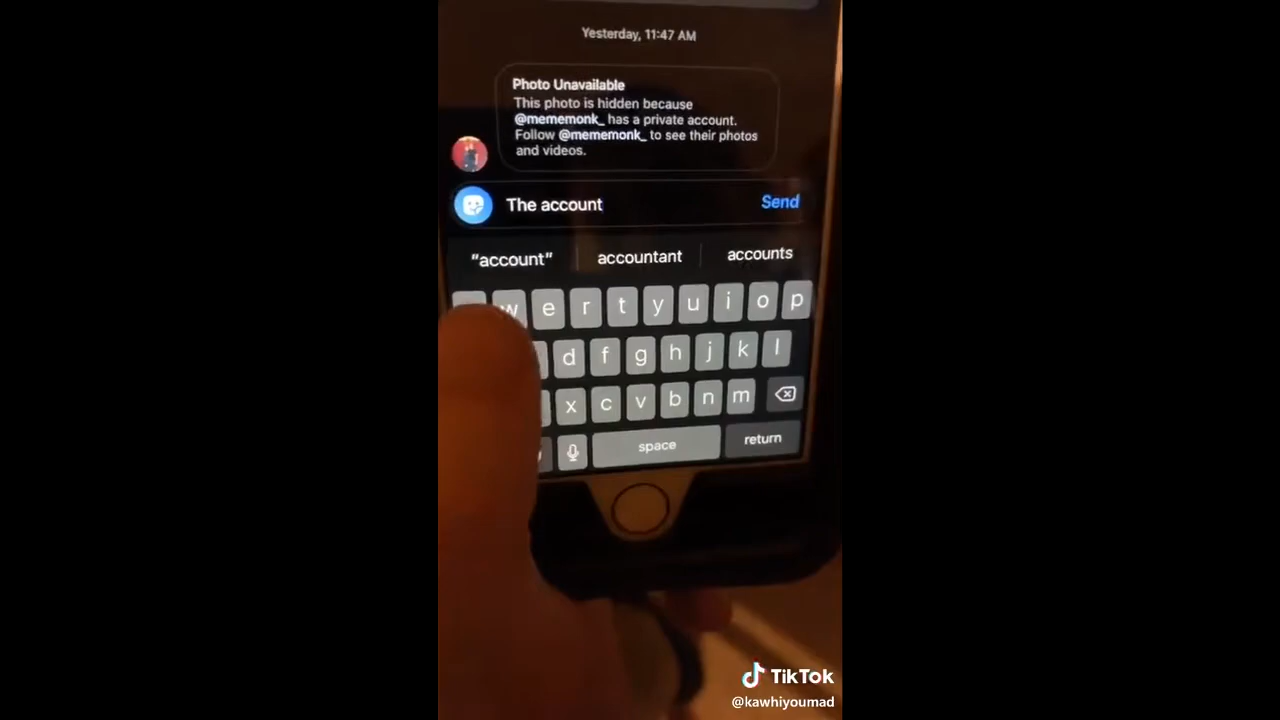 Yesterday, 11:47 AM
Photo Unavailable
This photo is hidden because
@mememonk_ has a private account.
Follow @mememonk_ to see their photos
and videos.
The account
Send
"account" accountant accounts
w e r t y u i o p
d f g h j k l
x c v b n m
space return
TikTok
@kawhiyoumad